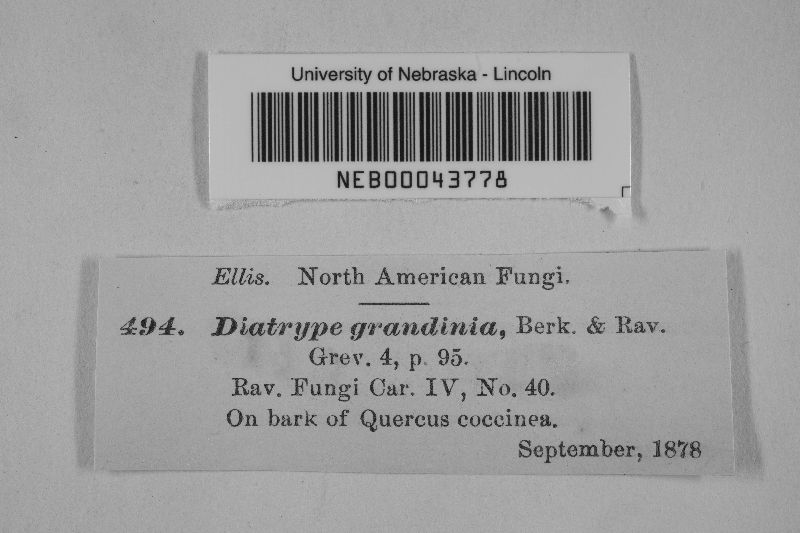 University of Nebraska - Lincoln
NEB00043778
Ellis. North American Fungi.
494. Diatrype grandinia, Berk. & Rav.
Grev. 4, p. 95.
Rav. Fungi Car. IV, No. 40.
On bark of Quercus coccinea.
September, 1878